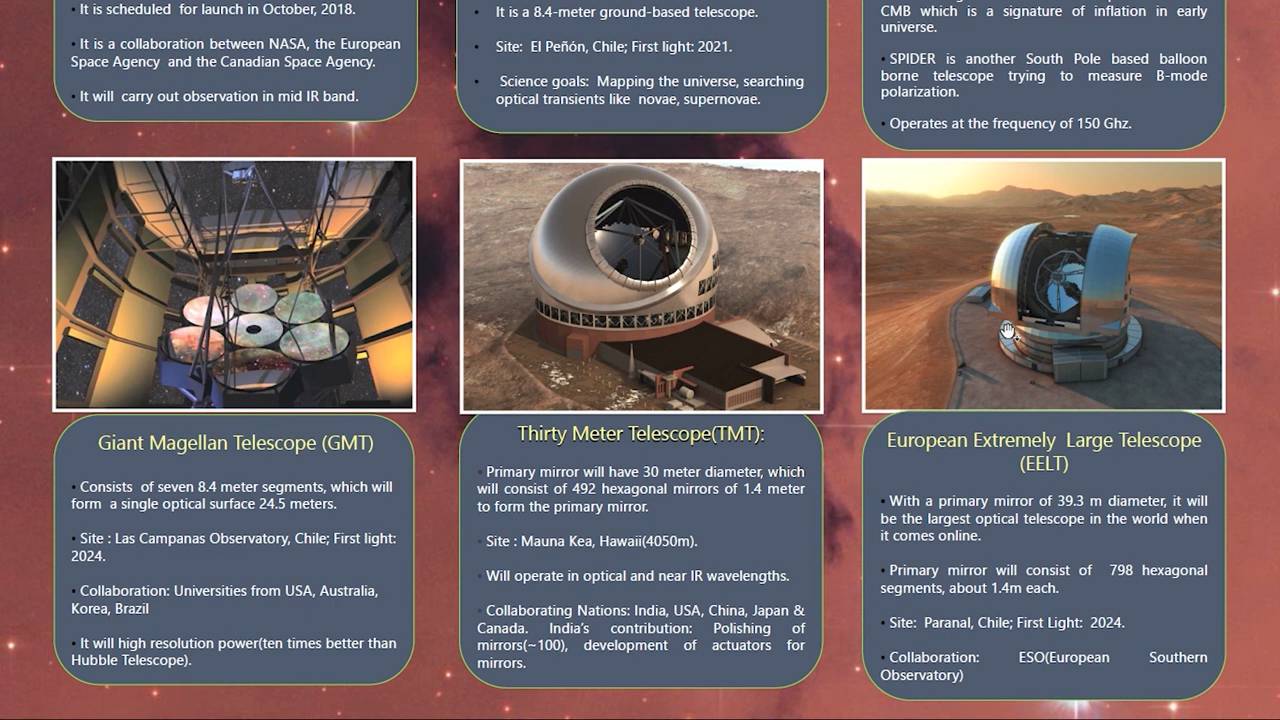 • It is scheduled for launch in October, 2018.
• It is a collaboration between NASA, the European
Space Agency and the Canadian Space Agency.
• It will carry out observation in mid IR band.
• It is a 8.4-meter ground-based telescope.
• Site: El Peñón, Chile; First light: 2021.
• Science goals: Mapping the universe, searching
optical transients like novae, supernovae.
CMB which is a signature of inflation in early
universe.
• SPIDER is another South Pole based balloon
borne telescope trying to measure B-mode
polarization.
• Operates at the frequency of 150 Ghz.
Giant Magellan Telescope (GMT)
• Consists of seven 8.4 meter segments, which will
form a single optical surface 24.5 meters.
• Site : Las Campanas Observatory, Chile; First light:
2024.
• Collaboration: Universities from USA, Australia,
Korea, Brazil
• It will high resolution power(ten times better than
Hubble Telescope).
Thirty Meter Telescope(TMT):
• Primary mirror will have 30 meter diameter, which
will consist of 492 hexagonal mirrors of 1.4 meter
to form the primary mirror.
• Site : Mauna Kea, Hawaii(4050m).
• Will operate in optical and near IR wavelengths.
• Collaborating Nations: India, USA, China, Japan &
Canada. India's contribution: Polishing of
mirrors(~100), development of actuators for
mirrors.
European Extremely Large Telescope
(EELT)
• With a primary mirror of 39.3 m diameter, it will
be the largest optical telescope in the world when
it comes online.
• Primary mirror will consist of 798 hexagonal
segments, about 1.4m each.
• Site: Paranal, Chile; First Light: 2024.
• Collaboration: ESO(European Southern
Observatory)